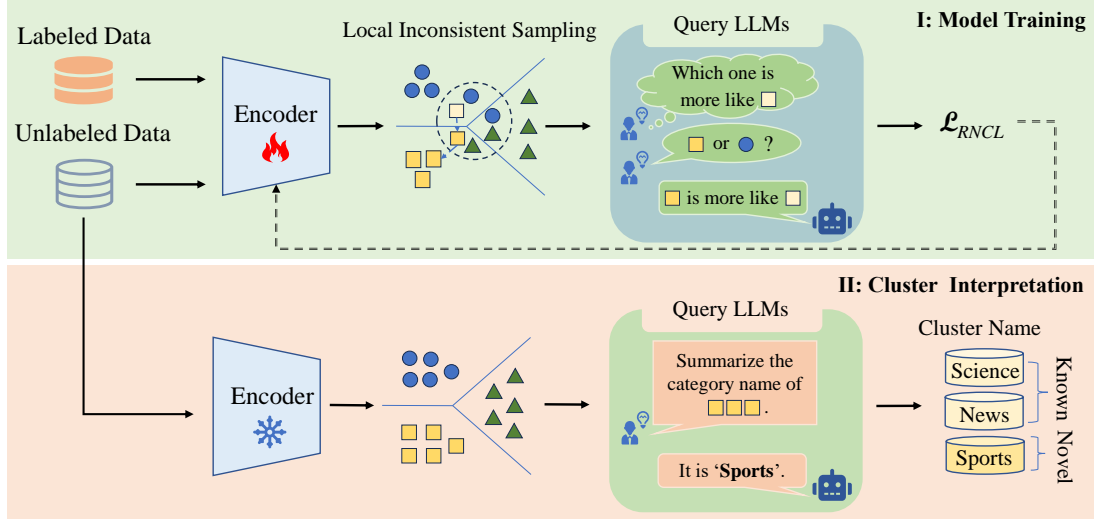 I: Model Training
Labeled Data
Unlabeled Data
Encoder
Local Inconsistent Sampling
Query LLMs
Which one is
more like
or ?
is more like
ℒRNCL
II: Cluster Interpretation
Encoder
Query LLMs
Summarize the
category name of
.
It is ‘Sports’.
Cluster Name
Science
News
Sports
Known
Novel